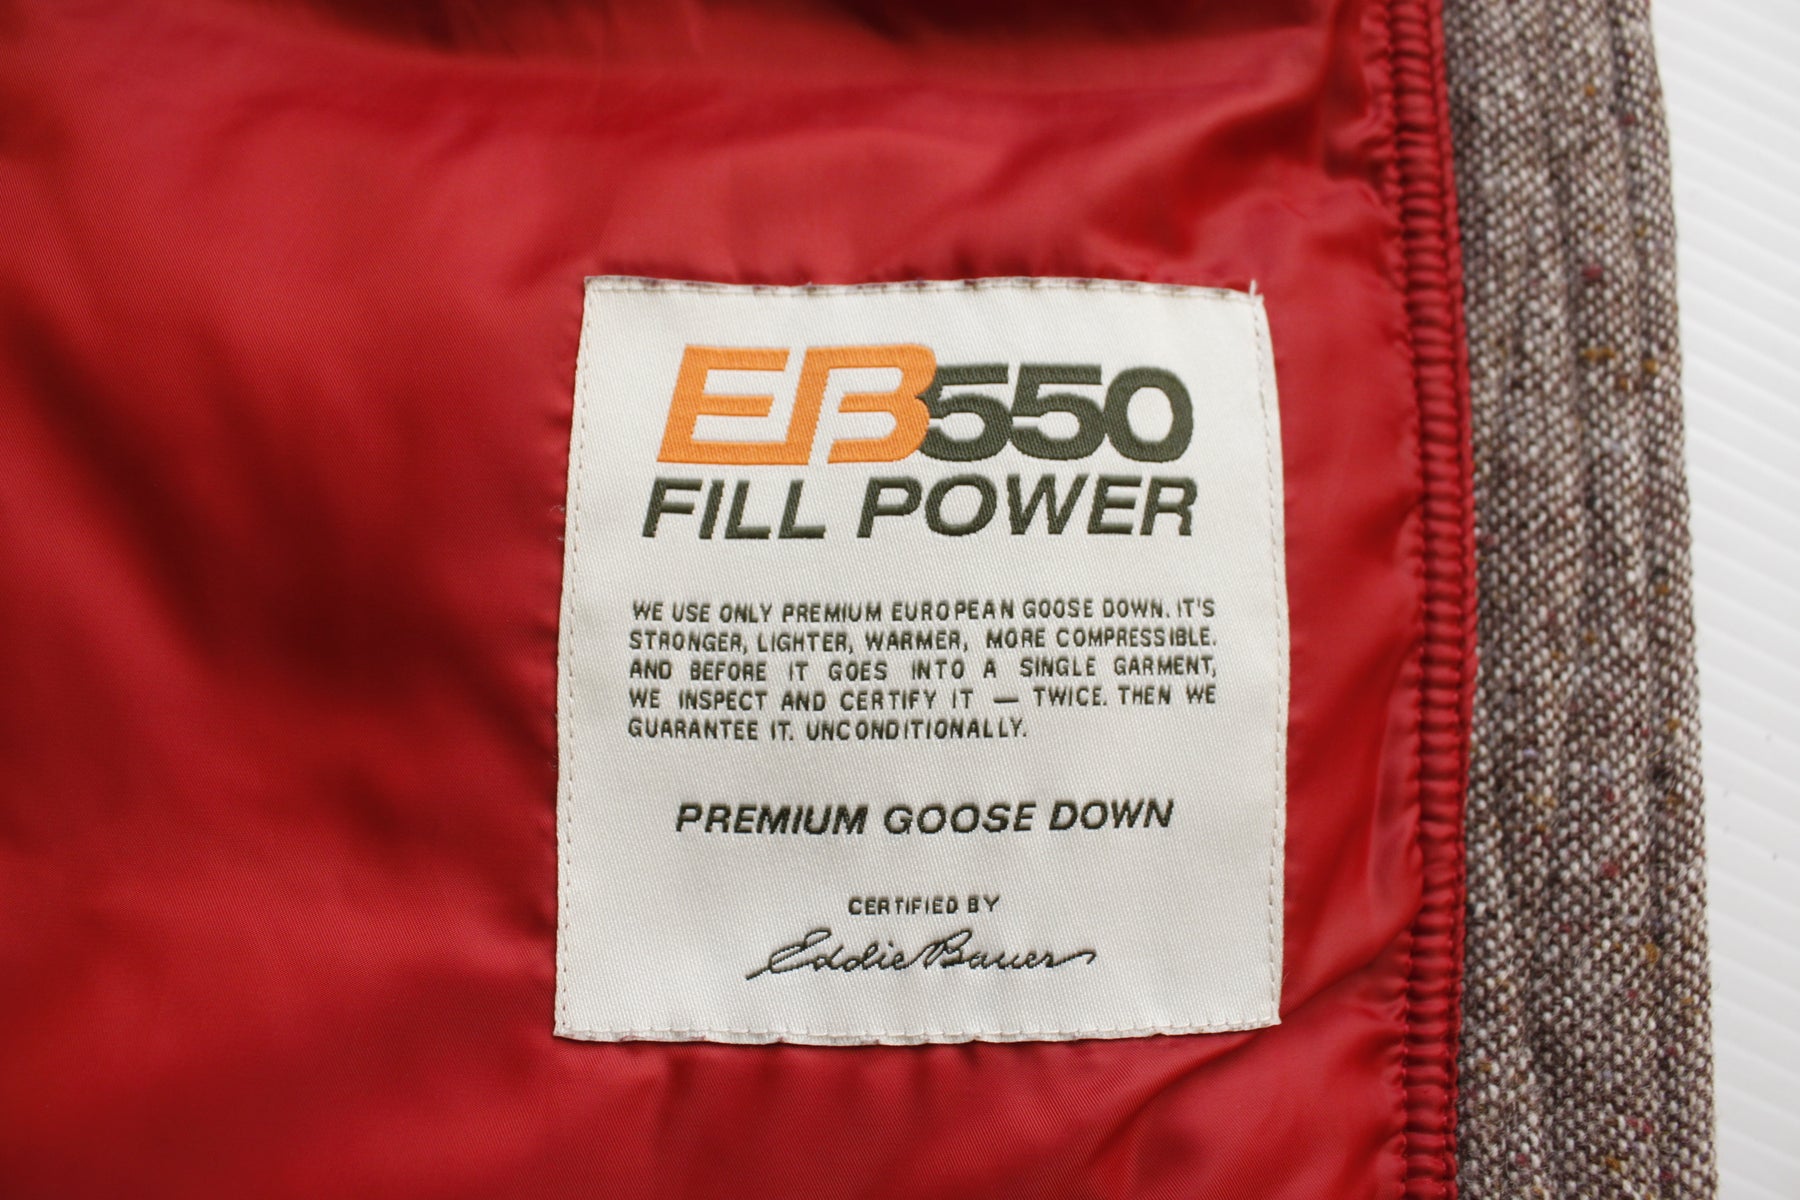 EB550
FILL POWER
WE USE ONLY PREMIUM EUROPEAN GOOSE DOWN. IT'S
STRONGER, LIGHTER, WARMER, MORE COMPRESSIBLE.
AND BEFORE IT GOES INTO A SINGLE GARMENT,
WE INSPECT AND CERTIFY IT — TWICE. THEN WE
GUARANTEE IT. UNCONDITIONALLY.
PREMIUM GOOSE DOWN
CERTIFIED BY
Eddie Bauer